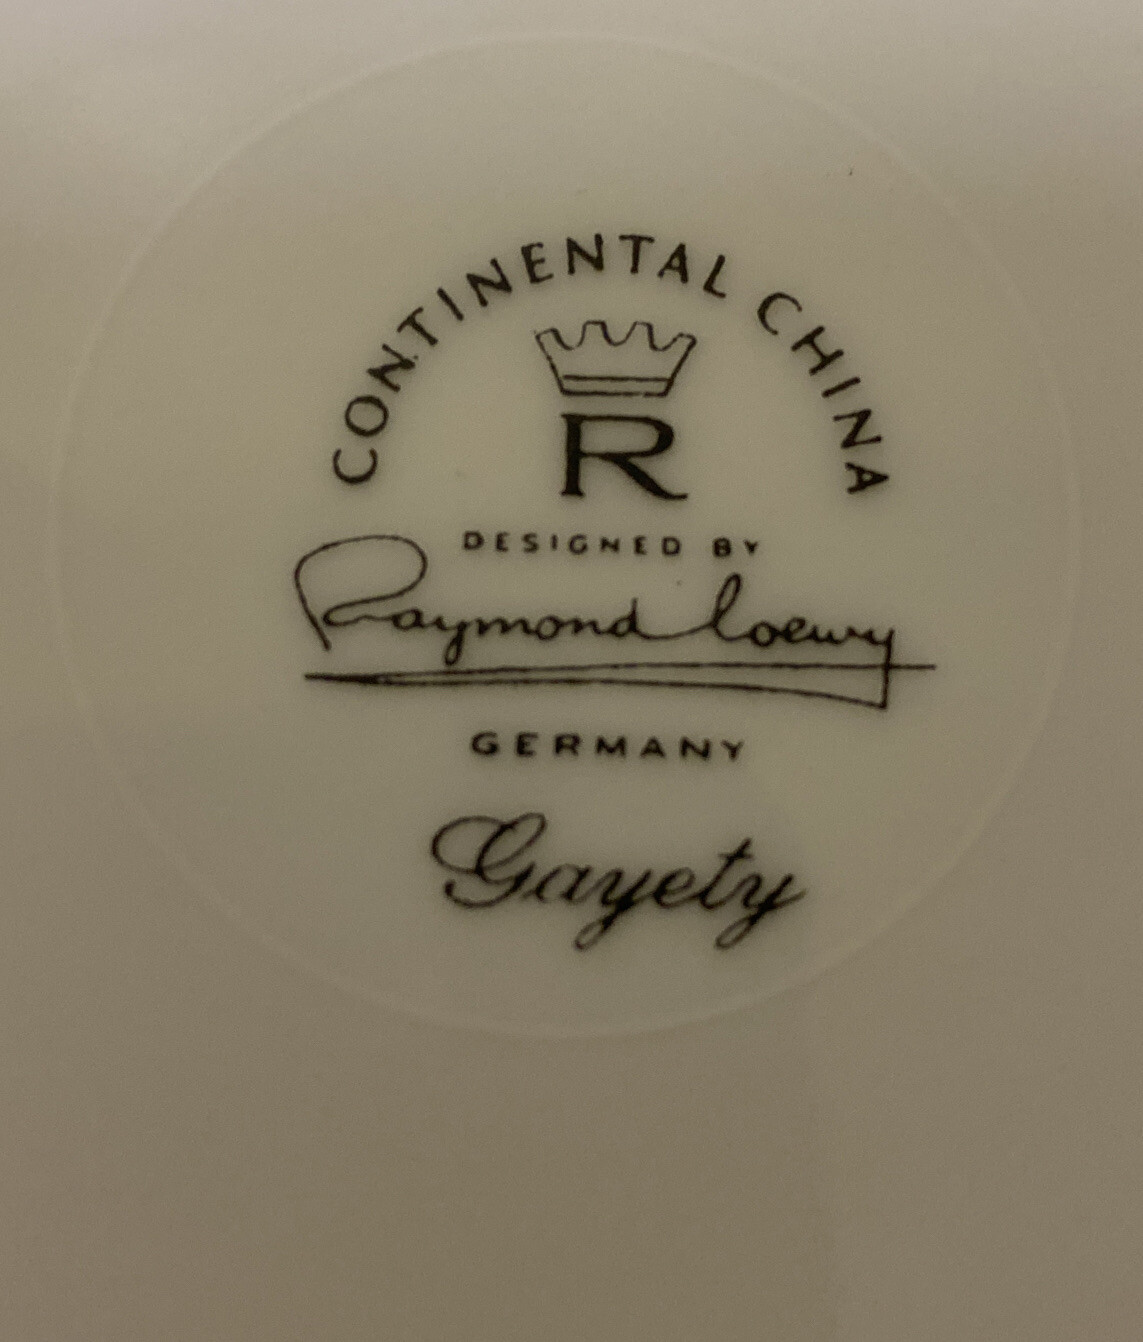 CONTINENTAL CHINA
R
DESIGNED BY
Raymond Loewy
GERMANY
Gayety